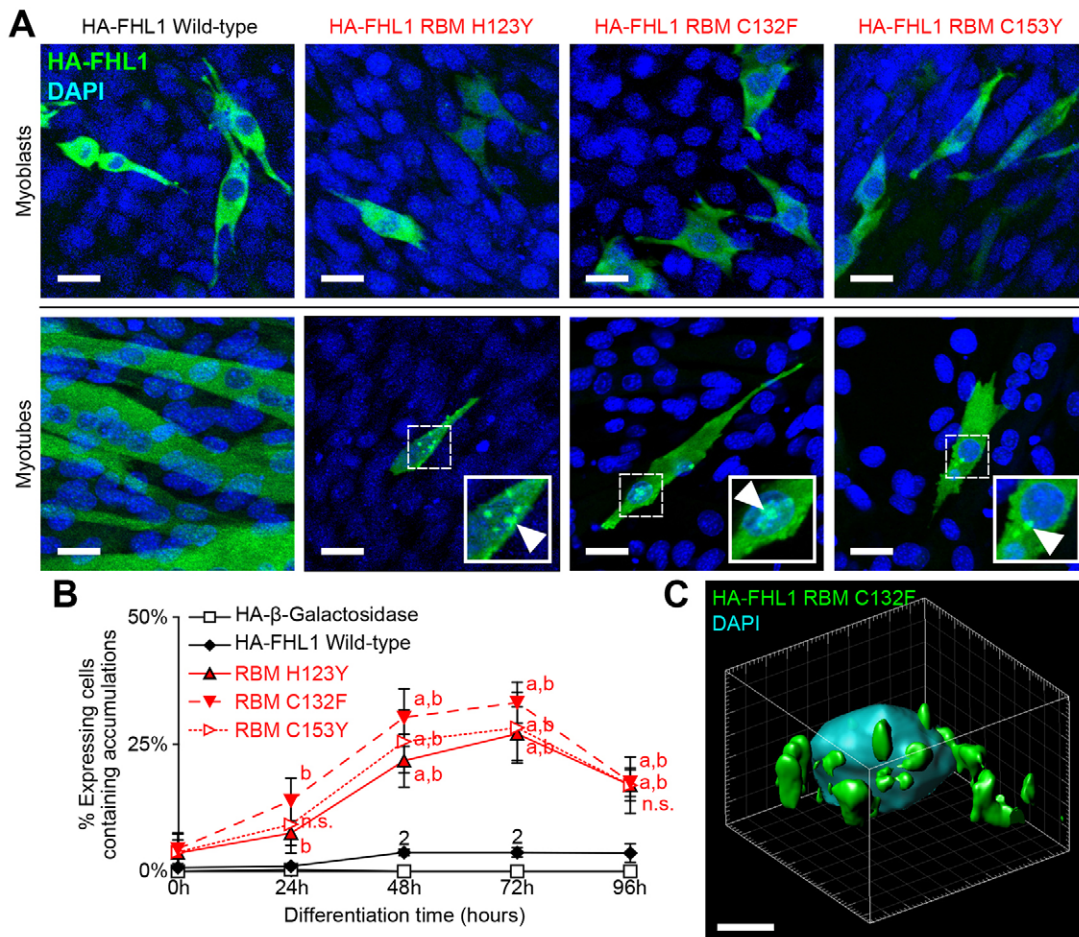 A
HA-FHL1 Wild-type
HA-FHL1 RBM H123Y
HA-FHL1 RBM C132F
HA-FHL1 RBM C153Y
HA-FHL1
DAPI
Myoblasts
Myotubes
B
50%
25%
0%
% Expressing cells
containing accumulations
HA-β-Galactosidase
HA-FHL1 Wild-type
RBM H123Y
RBM C132F
RBM C153Y
b
n.s.
b
a,b
a,b
a,b
a,b
a,b
a,b
a,b
a,b
n.s.
2
2
0h
24h
48h
72h
96h
Differentiation time (hours)
C
HA-FHL1 RBM C132F
DAPI